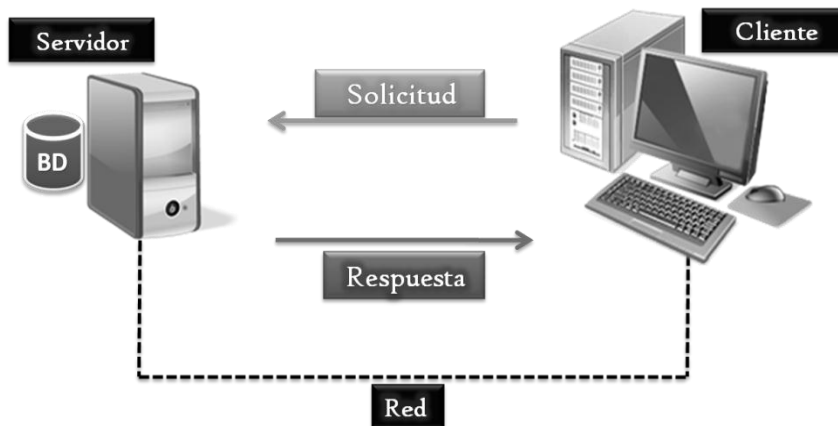 Servidor
Cliente
Solicitud
BD
Respuesta
Red